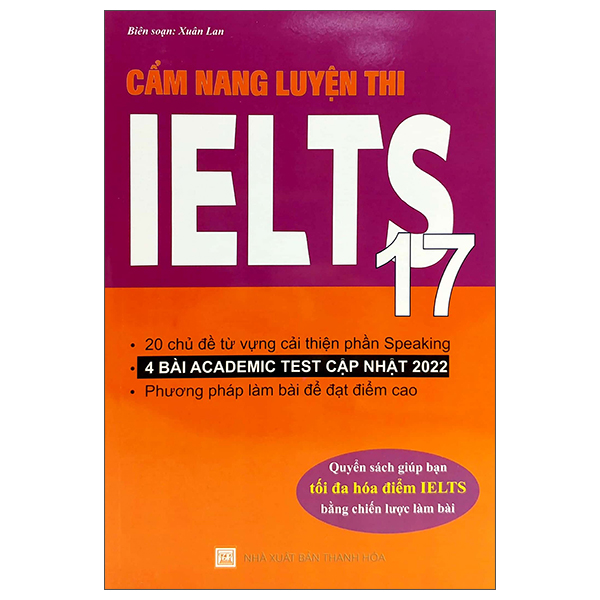 Biên soạn: Xuân Lan
CẨM NANG LUYỆN THI
IELTS
17
• 20 chủ đề từ vựng cải thiện phần Speaking
• 4 BÀI ACADEMIC TEST CẬP NHẬT 2022
• Phương pháp làm bài để đạt điểm cao
Quyển sách giúp bạn
tối đa hóa điểm IELTS
bằng chiến lược làm bài
NHÀ XUẤT BẢN THANH HÓA